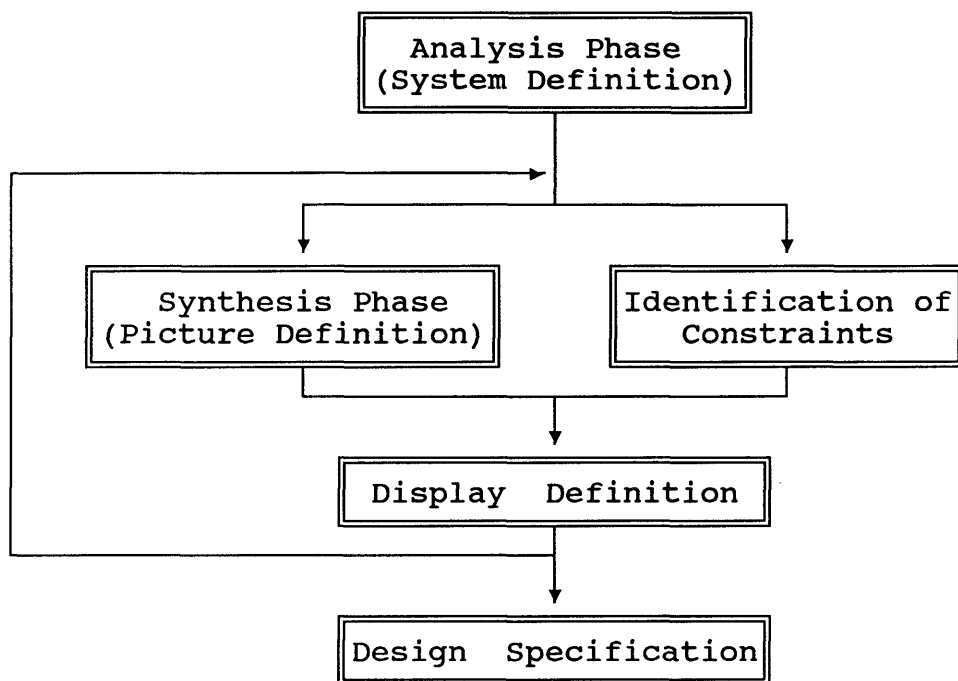 Analysis Phase
(System Definition)
Synthesis Phase
(Picture Definition)
Identification of
Constraints
Display Definition
Design Specification